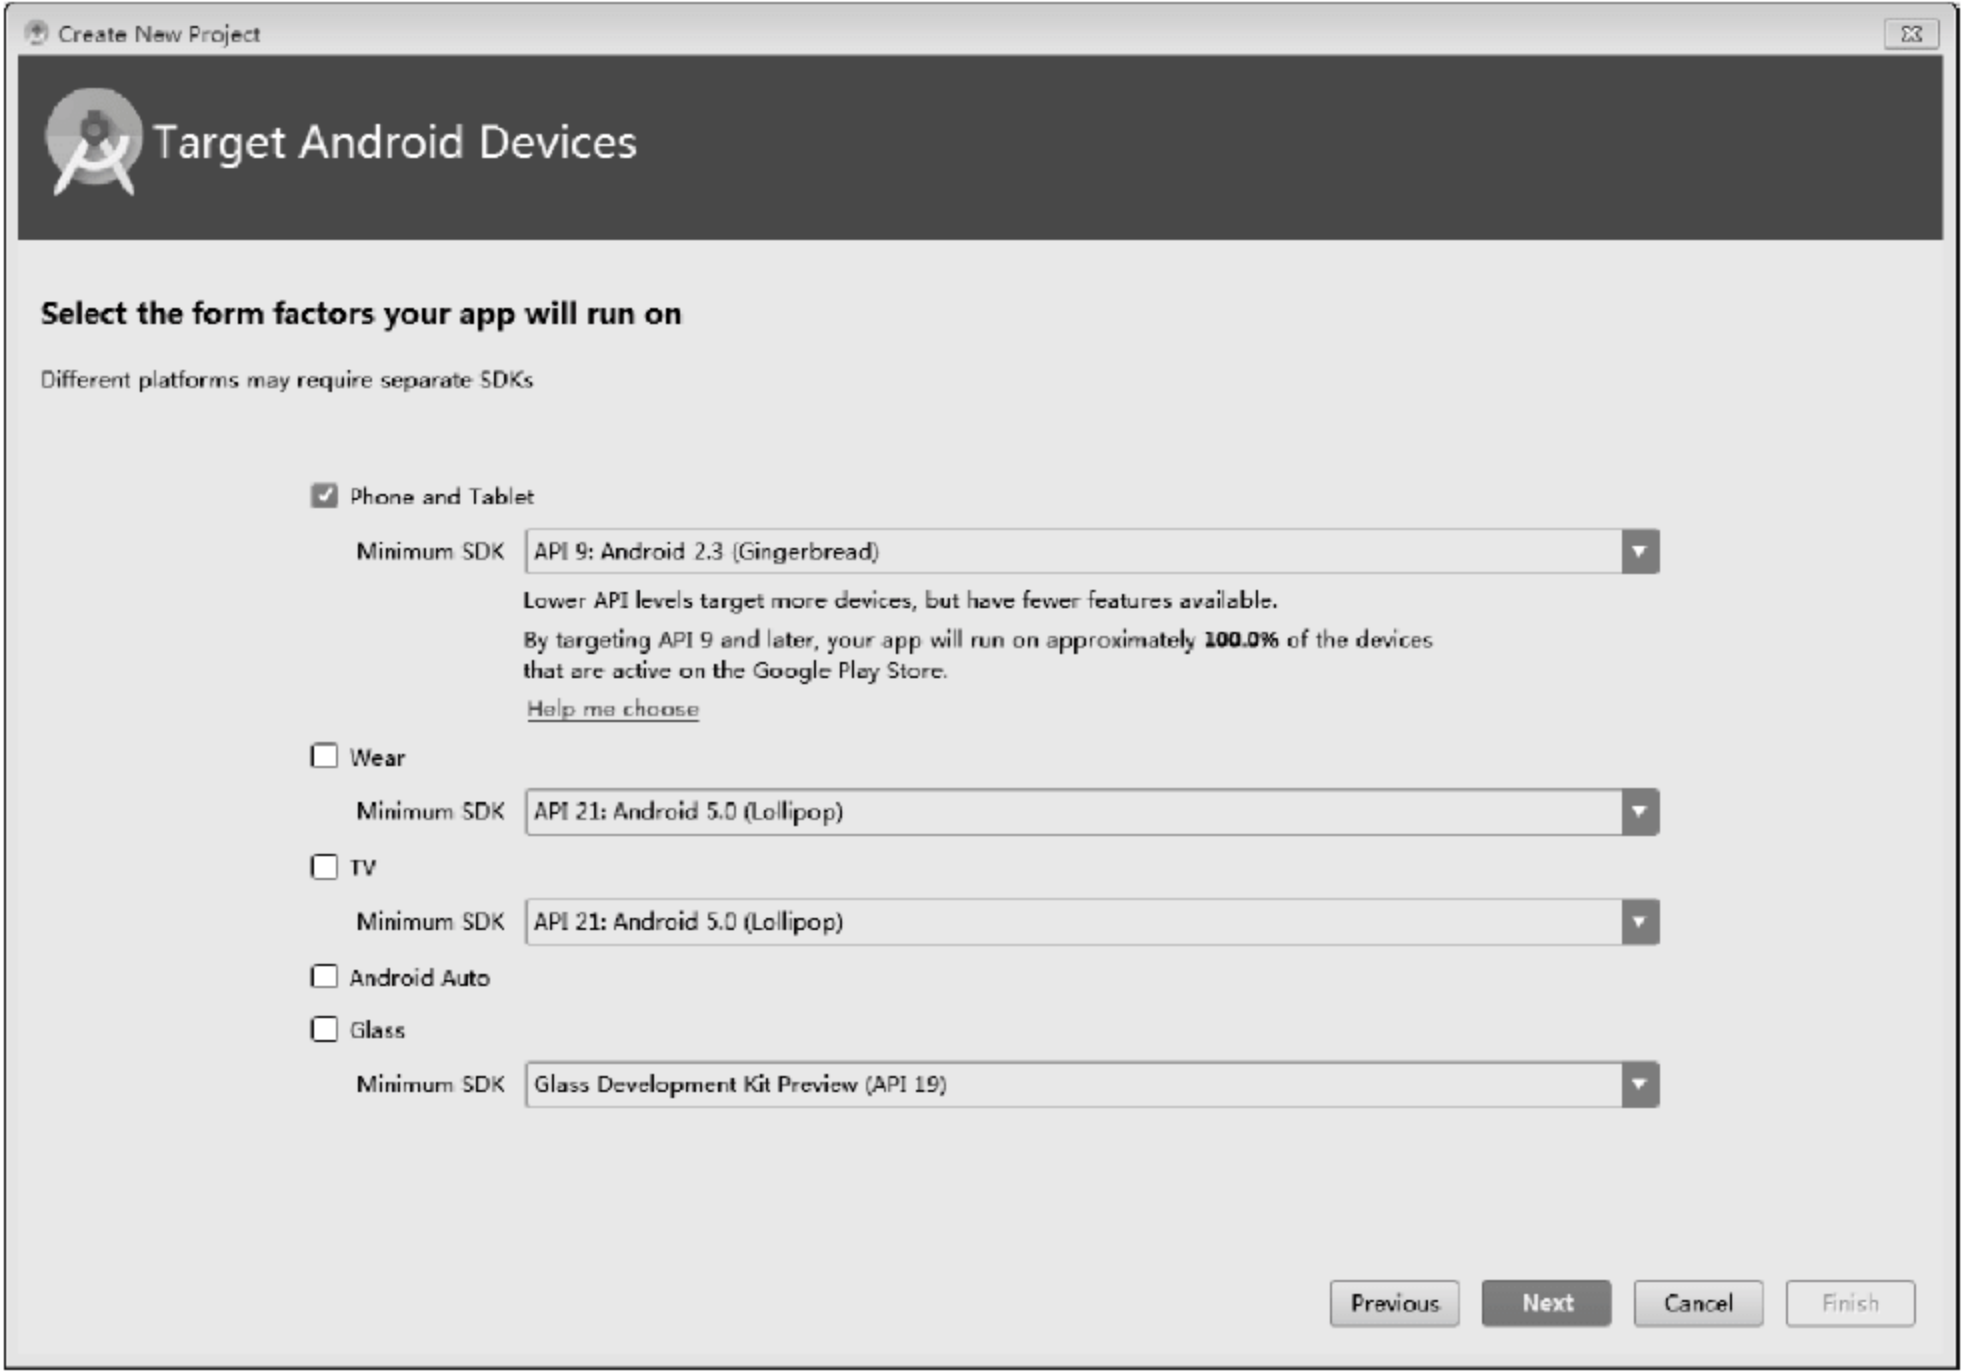 Create New Project
Target Android Devices
Select the form factors your app will run on
Different platforms may require separate SDKs
Phone and Tablet
Minimum SDK API 9: Android 2.3 (Gingerbread)
Lower API levels target more devices, but have fewer features available.
By targeting API 9 and later, your app will run on approximately 100.0% of the devices
that are active on the Google Play Store.
Help me choose
Wear
Minimum SDK API 21: Android 5.0 (Lollipop)
TV
Minimum SDK API 21: Android 5.0 (Lollipop)
Android Auto
Glass
Minimum SDK Glass Development Kit Preview (API 19)
Previous Next Cancel Finish